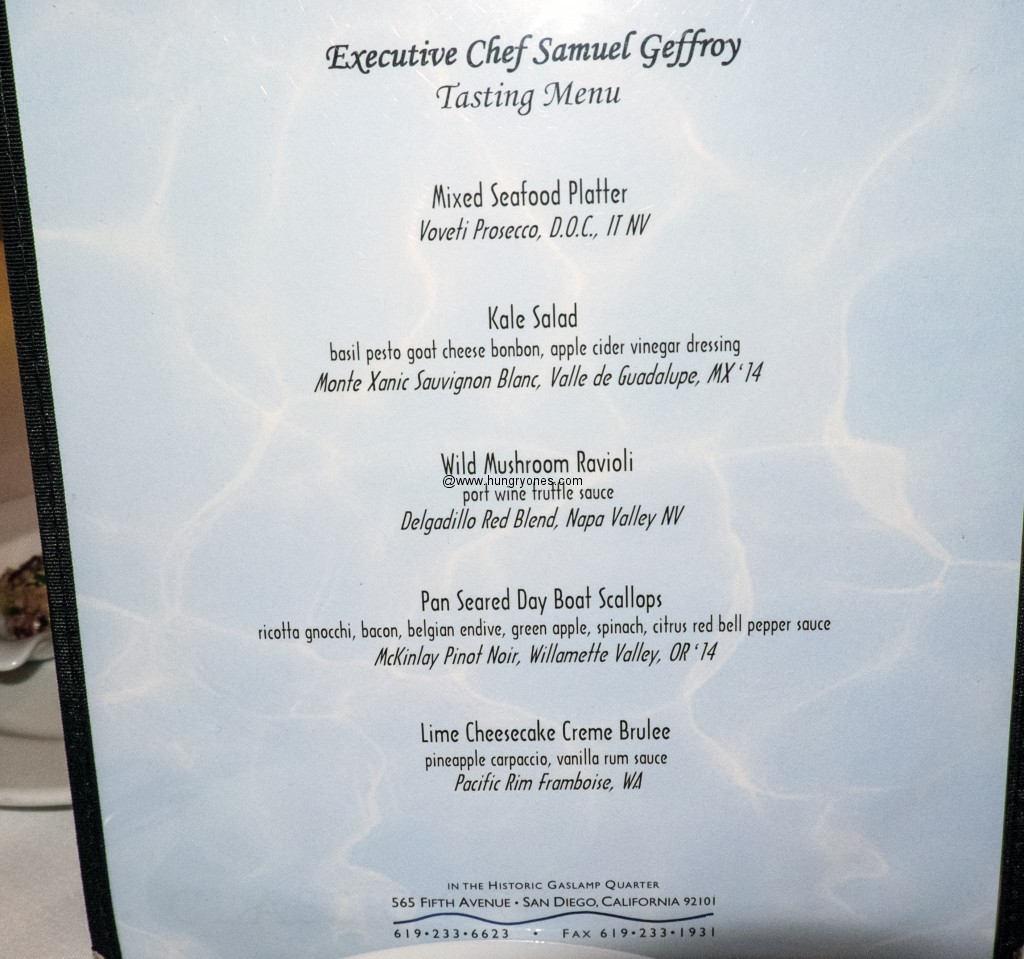 Executive Chef Samuel Geffroy
Tasting Menu
Mixed Seafood Platter
Voveti Prosecco, D.O.C., IT NV
Kale Salad
basil pesto goat cheese bonbon, apple cider vinegar dressing
Monte Xanic Sauvignon Blanc, Valle de Guadalupe, MX ‘14
Wild Mushroom Ravioli
@www.hungryones.com
port wine truffle sauce
Delgadillo Red Blend, Napa Valley NV
Pan Seared Day Boat Scallops
ricotta gnocchi, bacon, belgian endive, green apple, spinach, citrus red bell pepper sauce
McKinlay Pinot Noir, Willamette Valley, OR ‘14
Lime Cheesecake Creme Brulee
pineapple carpaccio, vanilla rum sauce
Pacific Rim Framboise, WA
IN THE HISTORIC GASLAMP QUARTER
565 FIFTH AVENUE • SAN DIEGO, CALIFORNIA 92101
619•233•6623 • FAX 619•233•1931